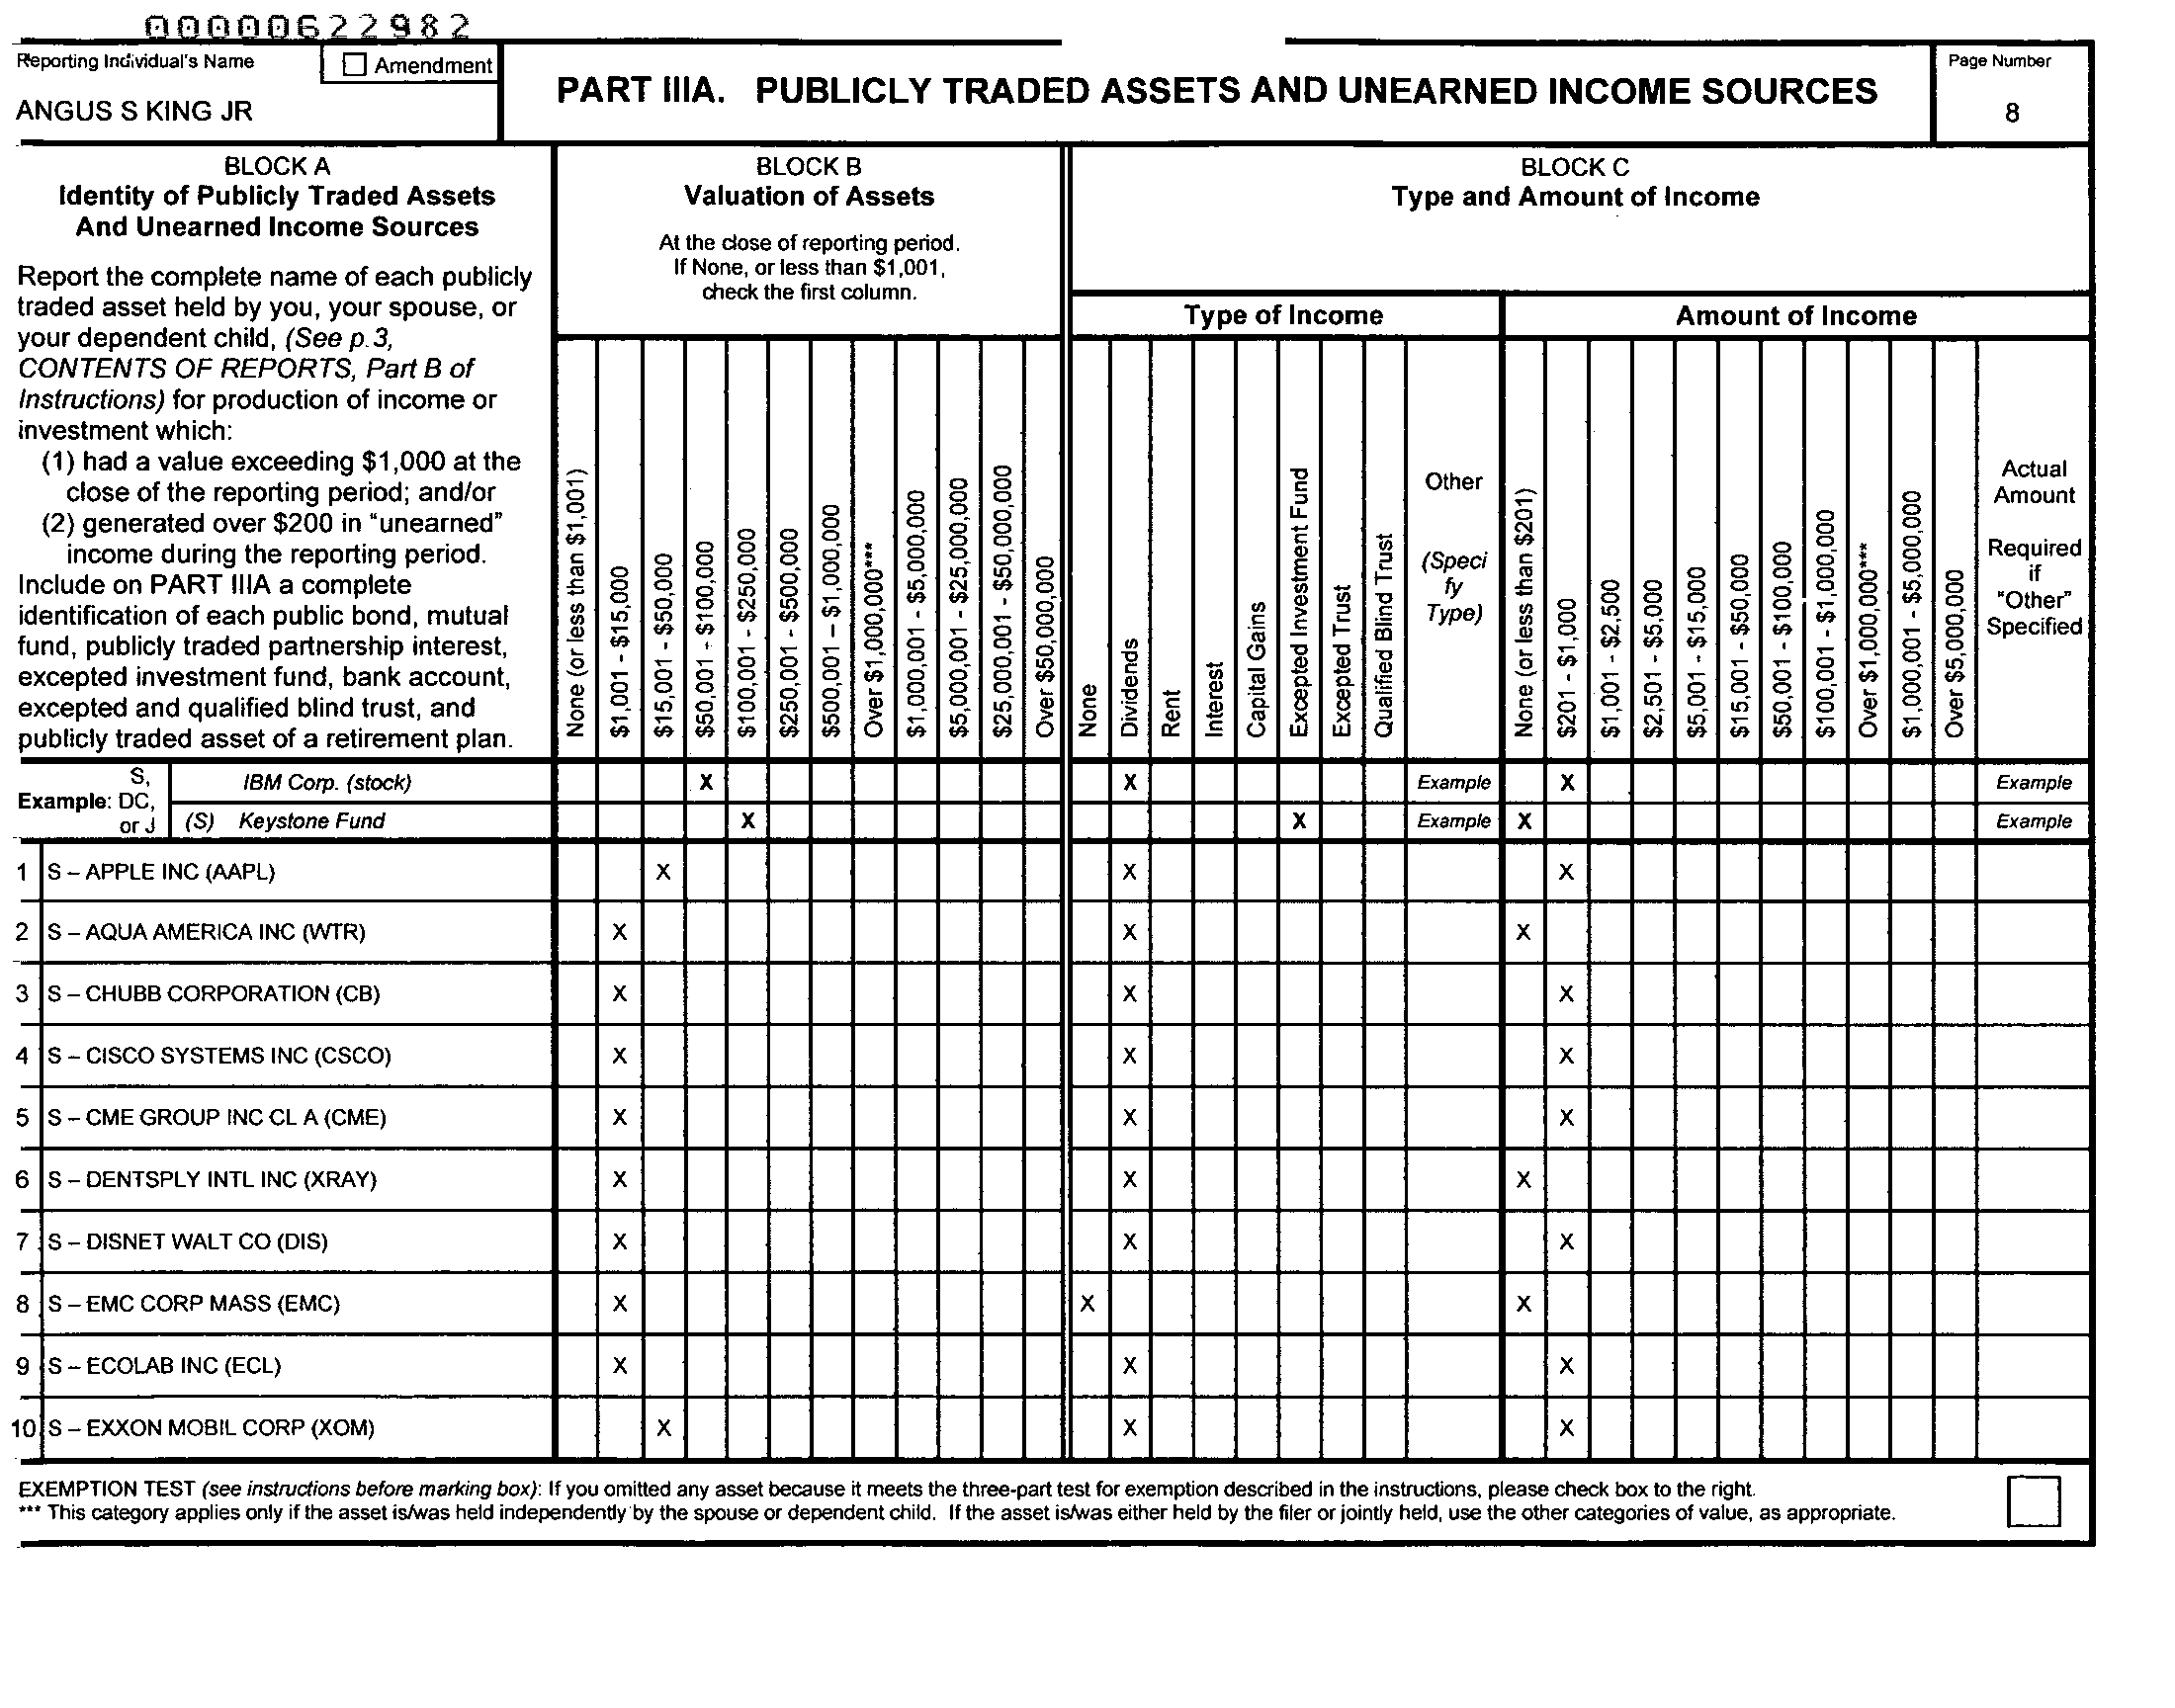 00000622982
Reporting Individual's Name
Amendment
ANGUS S KING JR
PART IIIA. PUBLICLY TRADED ASSETS AND UNEARNED INCOME SOURCES
Page Number
8
BLOCK A
Identity of Publicly Traded Assets
And Unearned Income Sources
Report the complete name of each publicly
traded asset held by you, your spouse, or
your dependent child, (See p.3,
CONTENTS OF REPORTS, Part B of
Instructions) for production of income or
investment which:
(1) had a value exceeding $1,000 at the
close of the reporting period; and/or
(2) generated over $200 in "unearned"
income during the reporting period.
Include on PART IIIA a complete
identification of each public bond, mutual
fund, publicly traded partnership interest,
excepted investment fund, bank account,
excepted and qualified blind trust, and
publicly traded asset of a retirement plan.
BLOCK B
Valuation of Assets
At the close of reporting period.
If None, or less than $1,001,
check the first column.
None (or less than $1,001)
$1,001 - $15,000
$15,001 - $50,000
$50,001 - $100,000
$100,001 - $250,000
$250,001 - $500,000
$500,001 – $1,000,000
Over $1,000,000***
$1,000,001 - $5,000,000
$5,000,001 - $25,000,000
$25,000,001 - $50,000,000
Over $50,000,000
BLOCK C
Type and Amount of Income
Type of Income
None
Dividends
Rent
Interest
Capital Gains
Excepted Investment Fund
Excepted Trust
Qualified Blind Trust
Other
(Speci
fy
Type)
Amount of Income
None (or less than $201)
$201 - $1,000
$1,001 - $2,500
$2,501 - $5,000
$5,001 - $15,000
$15,001 - $50,000
$50,001 - $100,000
$100,001 - $1,000,000
Over $1,000,000***
$1,000,001 - $5,000,000
Over $5,000,000
Actual
Amount
Required
if
"Other"
Specified
Example: S, DC, or J
IBM Corp. (stock) X X Example X Example
(S) Keystone Fund X X Example X Example
1 S – APPLE INC (AAPL) X X X
2 S – AQUA AMERICA INC (WTR) X X X
3 S – CHUBB CORPORATION (CB) X X X
4 S – CISCO SYSTEMS INC (CSCO) X X X
5 S – CME GROUP INC CL A (CME) X X X
6 S – DENTSPLY INTL INC (XRAY) X X X
7 S – DISNET WALT CO (DIS) X X X
8 S – EMC CORP MASS (EMC) X X X
9 S – ECOLAB INC (ECL) X X X
10 S – EXXON MOBIL CORP (XOM) X X X
EXEMPTION TEST (see instructions before marking box): If you omitted any asset because it meets the three-part test for exemption described in the instructions, please check box to the right.
*** This category applies only if the asset is/was held independently by the spouse or dependent child. If the asset is/was either held by the filer or jointly held, use the other categories of value, as appropriate.